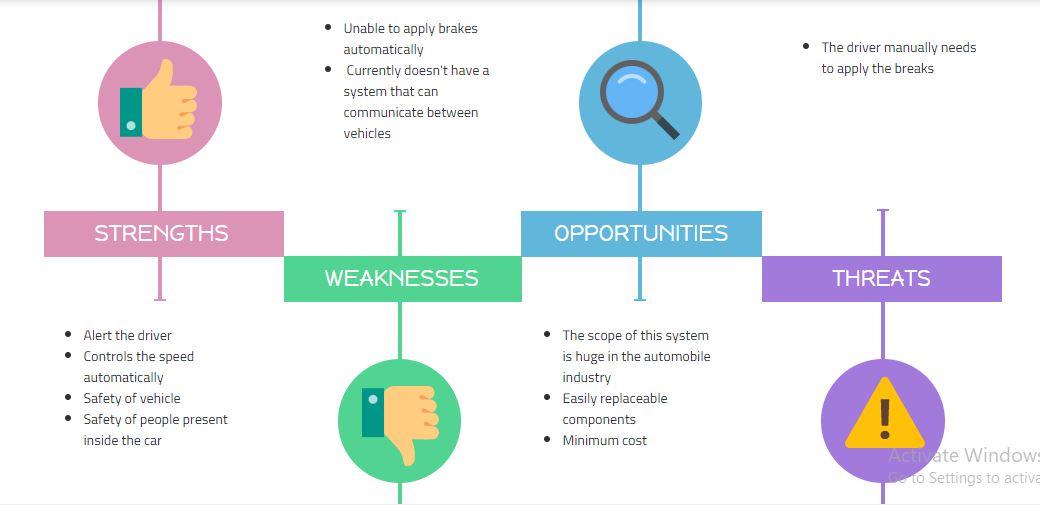 STRENGTHS
• Alert the driver
• Controls the speed
automatically
• Safety of vehicle
• Safety of people present
inside the car
• Unable to apply brakes
automatically
• Currently doesn't have a
system that can
communicate between
vehicles
WEAKNESSES
OPPORTUNITIES
• The scope of this system
is huge in the automobile
industry
• Easily replaceable
components
• Minimum cost
• The driver manually needs
to apply the breaks
THREATS
!
Activate Windows
Go to Settings to activa